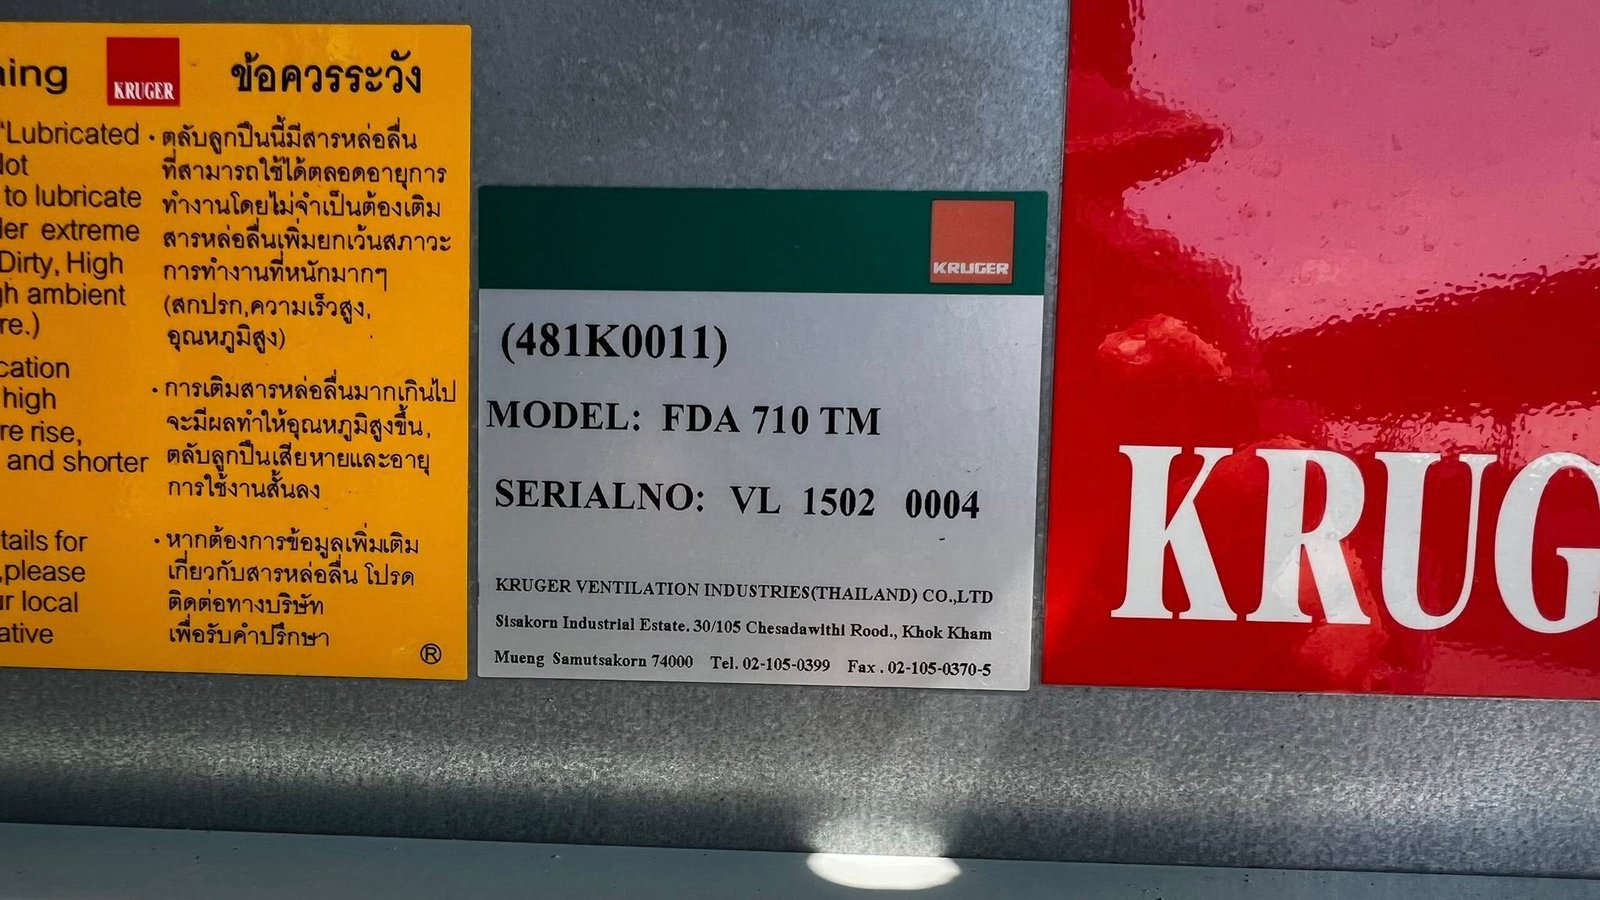 ning
KRUGER
ข้อควรระวัง
"Lubricated
lot
to lubricate
der extreme
Dirty, High
gh ambient
re.)
cation
high
re rise,
and shorter
tails for
,please
ur local
ative
· ตลับลูกปืนนี้มีสารหล่อลื่น
ที่สามารถใช้ได้ตลอดอายุการ
ทำงานโดยไม่จำเป็นต้องเติม
สารหล่อลื่นเพิ่มยกเว้นสภาวะ
การทำงานที่หนักมากๆ
(สกปรก,ความเร็วสูง,
อุณหภูมิสูง)
· การเติมสารหล่อลื่นมากเกินไป
จะมีผลทำให้อุณหภูมิสูงขึ้น,
ตลับลูกปืนเสียหายและอายุ
การใช้งานสั้นลง
· หากต้องการข้อมูลเพิ่มเติม
เกี่ยวกับสารหล่อลื่น โปรด
ติดต่อทางบริษัท
เพื่อรับคำปรึกษา
®
KRUGER
(481K0011)
MODEL: FDA 710 TM
SERIALNO: VL 1502 0004
KRUGER VENTILATION INDUSTRIES(THAILAND) CO.,LTD
Sisakorn Industrial Estate. 30/105 Chesadawithi Rood., Khok Kham
Mueng Samutsakorn 74000 Tel. 02-105-0399 Fax . 02-105-0370-5
KRUG